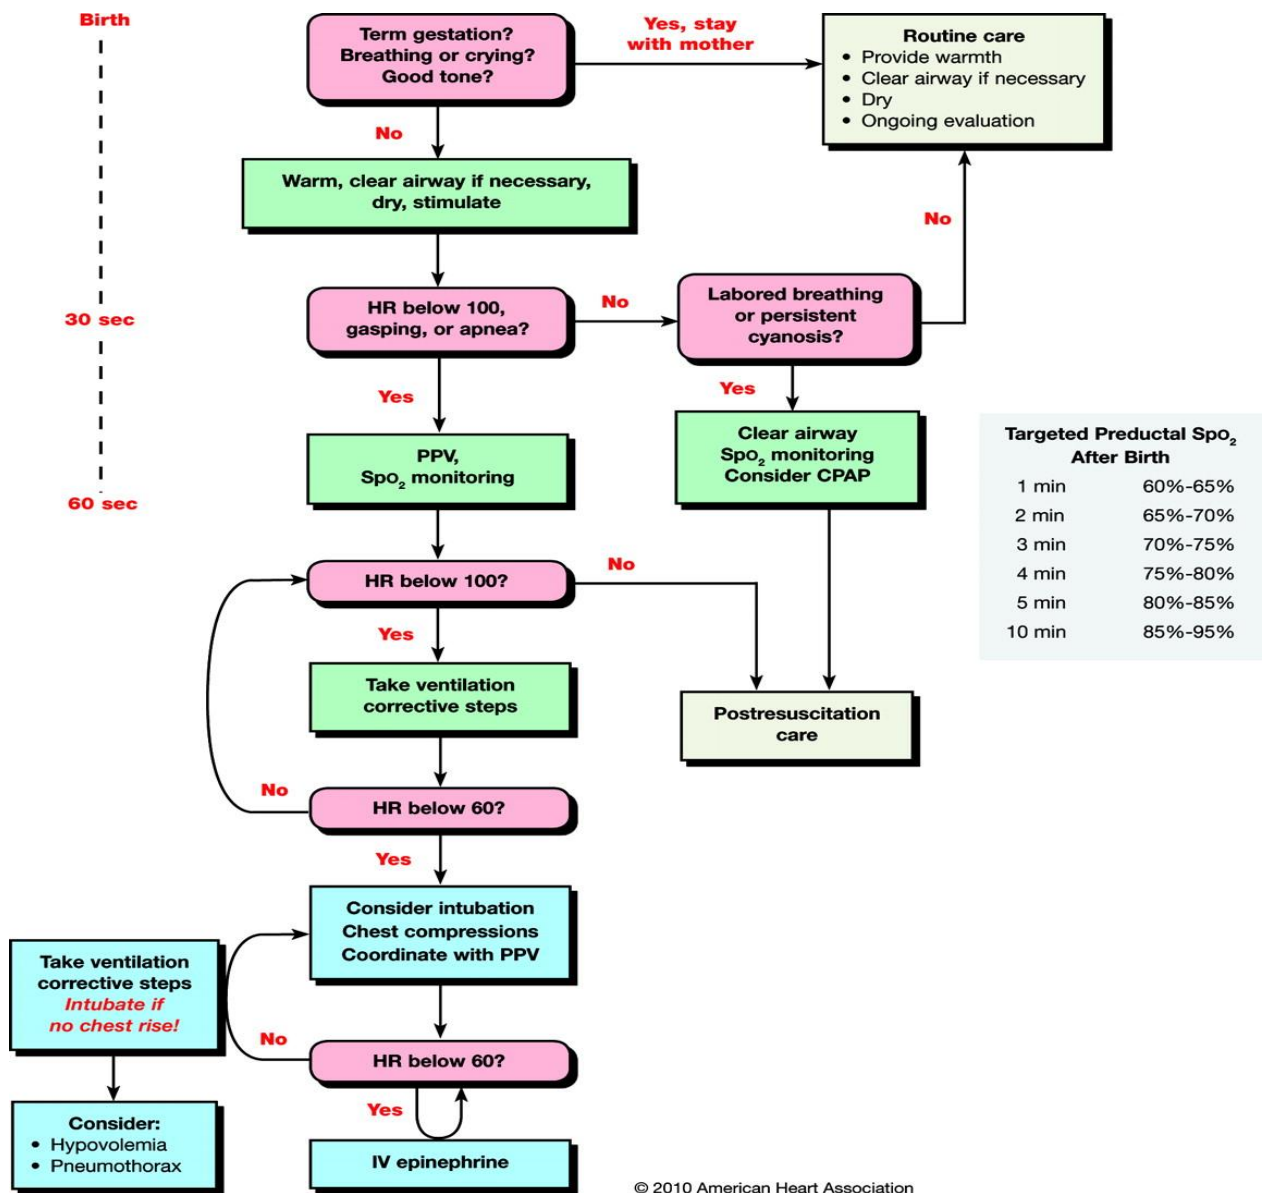 Birth
Term gestation?
Breathing or crying?
Good tone?
Yes, stay
with mother
Routine care
• Provide warmth
• Clear airway if necessary
• Dry
• Ongoing evaluation
No
Warm, clear airway if necessary,
dry, stimulate
No
30 sec
HR below 100,
gasping, or apnea?
No
Labored breathing
or persistent
cyanosis?
Yes
Yes
60 sec
PPV,
SpO₂ monitoring
Clear airway
SpO₂ monitoring
Consider CPAP
Targeted Preductal SpO₂
After Birth
1 min 60%-65%
2 min 65%-70%
3 min 70%-75%
4 min 75%-80%
5 min 80%-85%
10 min 85%-95%
HR below 100?
No
Yes
Take ventilation
corrective steps
Postresuscitation
care
No
HR below 60?
Yes
Consider intubation
Chest compressions
Coordinate with PPV
Take ventilation
corrective steps
Intubate if
no chest rise!
No
HR below 60?
Yes
Consider:
• Hypovolemia
• Pneumothorax
IV epinephrine
© 2010 American Heart Association